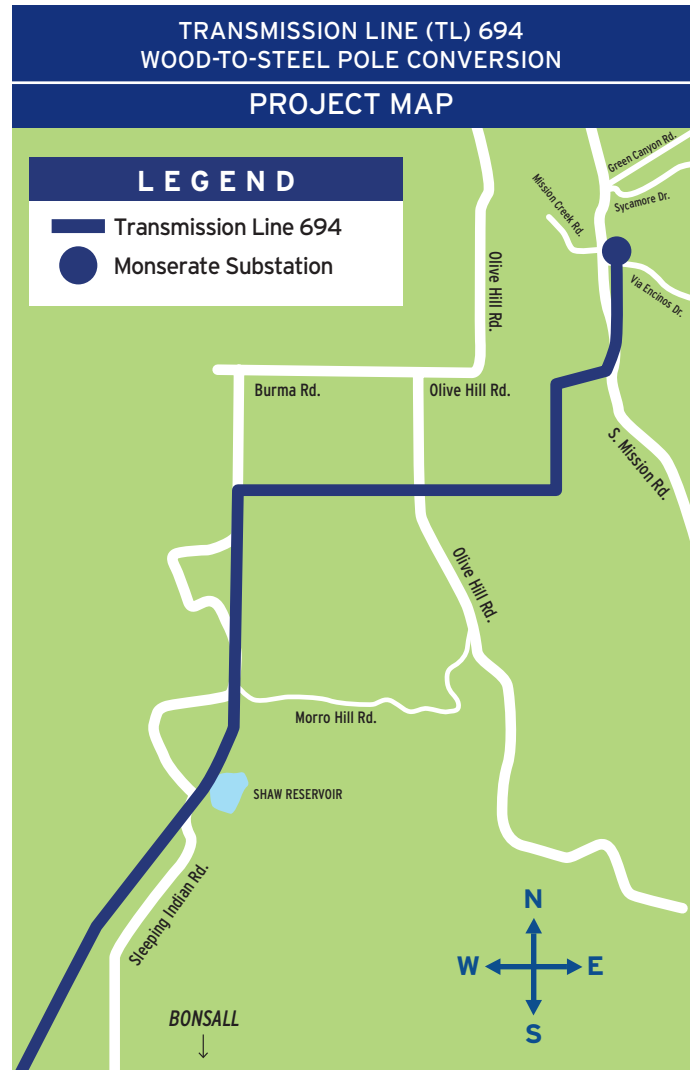 TRANSMISSION LINE (TL) 694
WOOD-TO-STEEL POLE CONVERSION
PROJECT MAP
LEGEND
Transmission Line 694
Monserate Substation
Green Canyon Rd.
Sycamore Dr.
Mission Creek Rd.
Via Encinos Dr.
Olive Hill Rd.
Burma Rd.
Olive Hill Rd.
S. Mission Rd.
Olive Hill Rd.
Morro Hill Rd.
SHAW RESERVOIR
Sleeping Indian Rd.
N
W
E
S
BONSALL